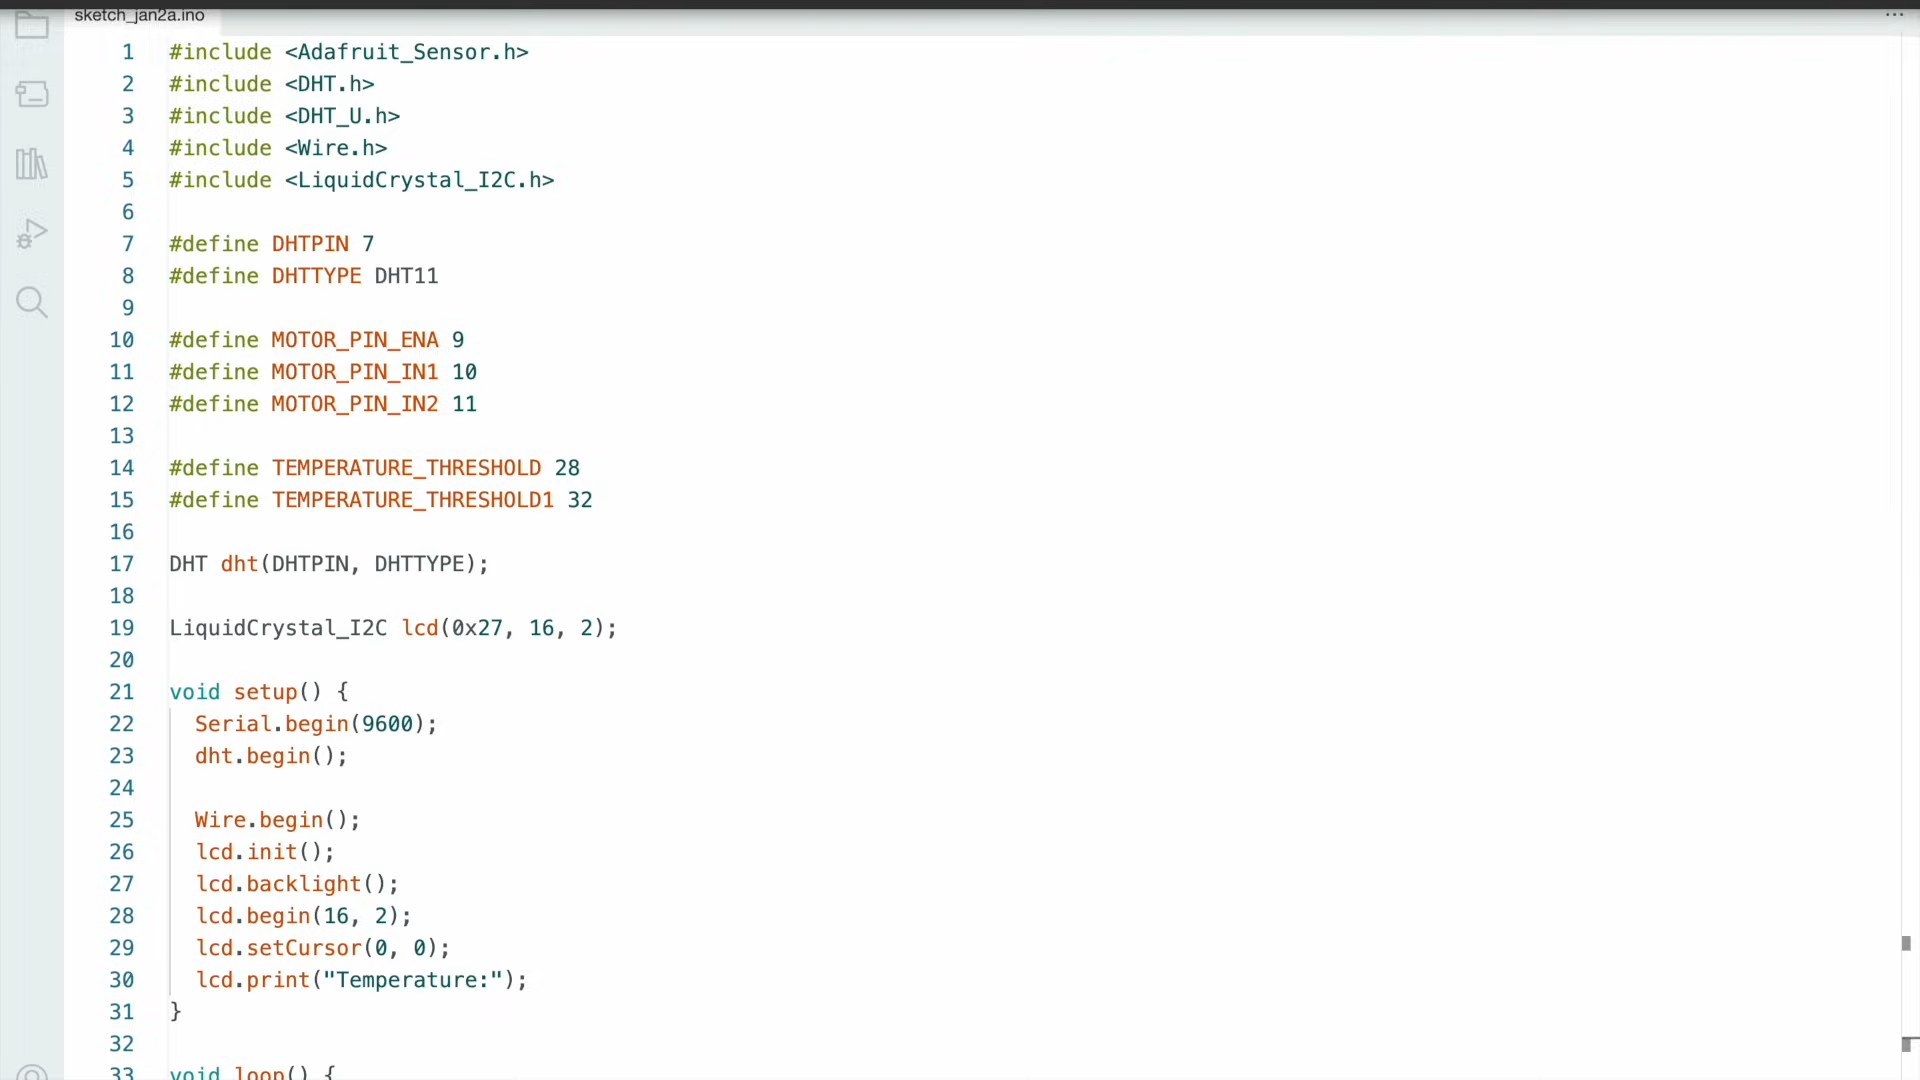 sketch_jan2a.ino
...
1 #include <Adafruit_Sensor.h>
2 #include <DHT.h>
3 #include <DHT_U.h>
4 #include <Wire.h>
5 #include <LiquidCrystal_I2C.h>
6
7 #define DHTPIN 7
8 #define DHTTYPE DHT11
9
10 #define MOTOR_PIN_ENA 9
11 #define MOTOR_PIN_IN1 10
12 #define MOTOR_PIN_IN2 11
13
14 #define TEMPERATURE_THRESHOLD 28
15 #define TEMPERATURE_THRESHOLD1 32
16
17 DHT dht(DHTPIN, DHTTYPE);
18
19 LiquidCrystal_I2C lcd(0x27, 16, 2);
20
21 void setup() {
22 Serial.begin(9600);
23 dht.begin();
24
25 Wire.begin();
26 lcd.init();
27 lcd.backlight();
28 lcd.begin(16, 2);
29 lcd.setCursor(0, 0);
30 lcd.print("Temperature:");
31 }
32
33 void loop() {